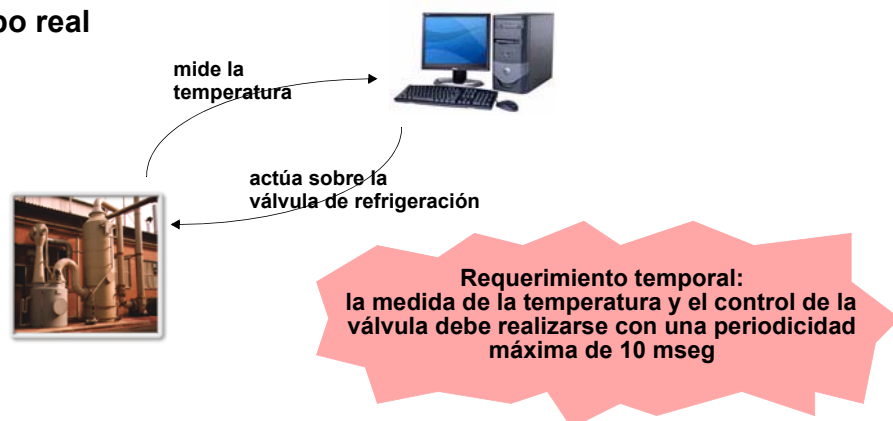 po real
mide la
temperatura
actúa sobre la
válvula de refrigeración
Requerimiento temporal:
la medida de la temperatura y el control de la
válvula debe realizarse con una periodicidad
máxima de 10 mseg